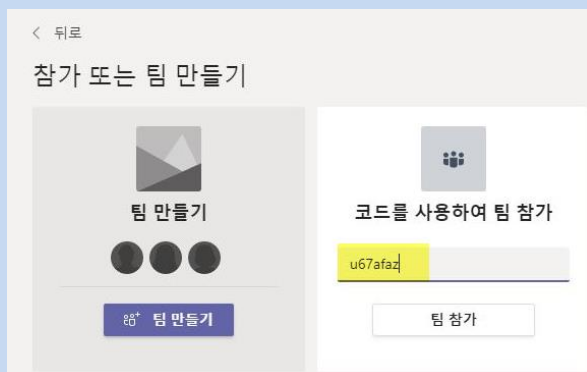 뒤로
참가 또는 팀 만들기
팀 만들기
팀 만들기
코드를 사용하여 팀 참가
u67afaz
팀 참가